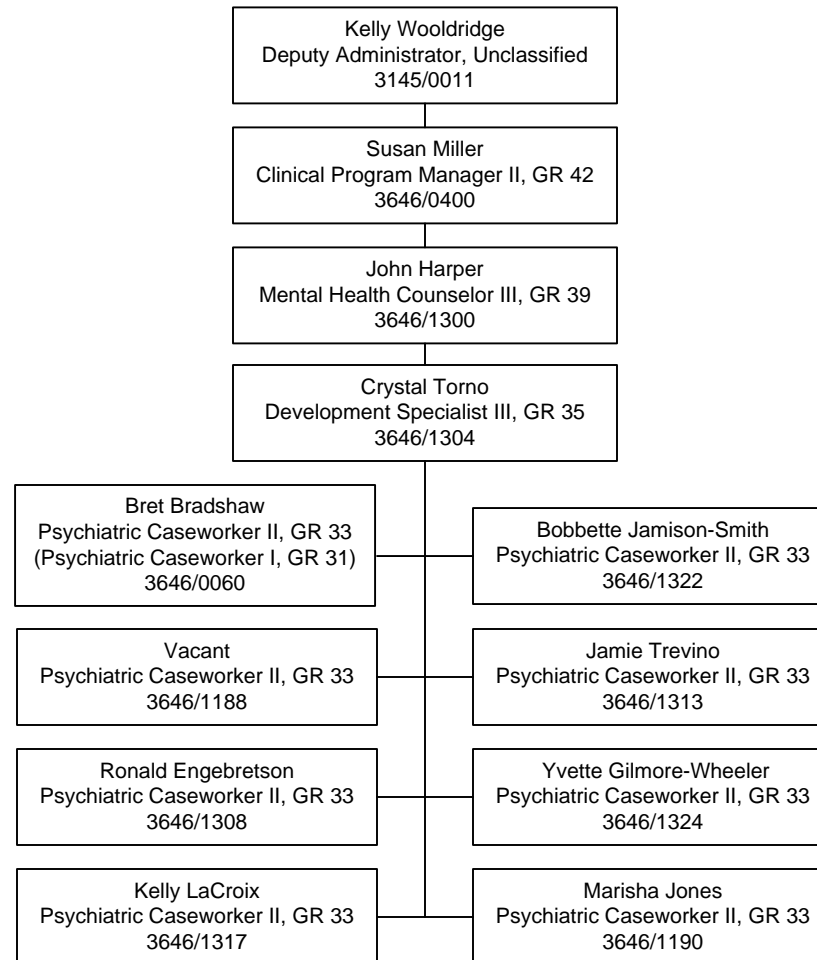 Kelly Wooldridge
Deputy Administrator, Unclassified
3145/0011
Susan Miller
Clinical Program Manager II, GR 42
3646/0400
John Harper
Mental Health Counselor III, GR 39
3646/1300
Crystal Torno
Development Specialist III, GR 35
3646/1304
Bret Bradshaw
Psychiatric Caseworker II, GR 33
(Psychiatric Caseworker I, GR 31)
3646/0060
Bobbette Jamison-Smith
Psychiatric Caseworker II, GR 33
3646/1322
Vacant
Psychiatric Caseworker II, GR 33
3646/1188
Jamie Trevino
Psychiatric Caseworker II, GR 33
3646/1313
Ronald Engebretson
Psychiatric Caseworker II, GR 33
3646/1308
Yvette Gilmore-Wheeler
Psychiatric Caseworker II, GR 33
3646/1324
Kelly LaCroix
Psychiatric Caseworker II, GR 33
3646/1317
Marisha Jones
Psychiatric Caseworker II, GR 33
3646/1190